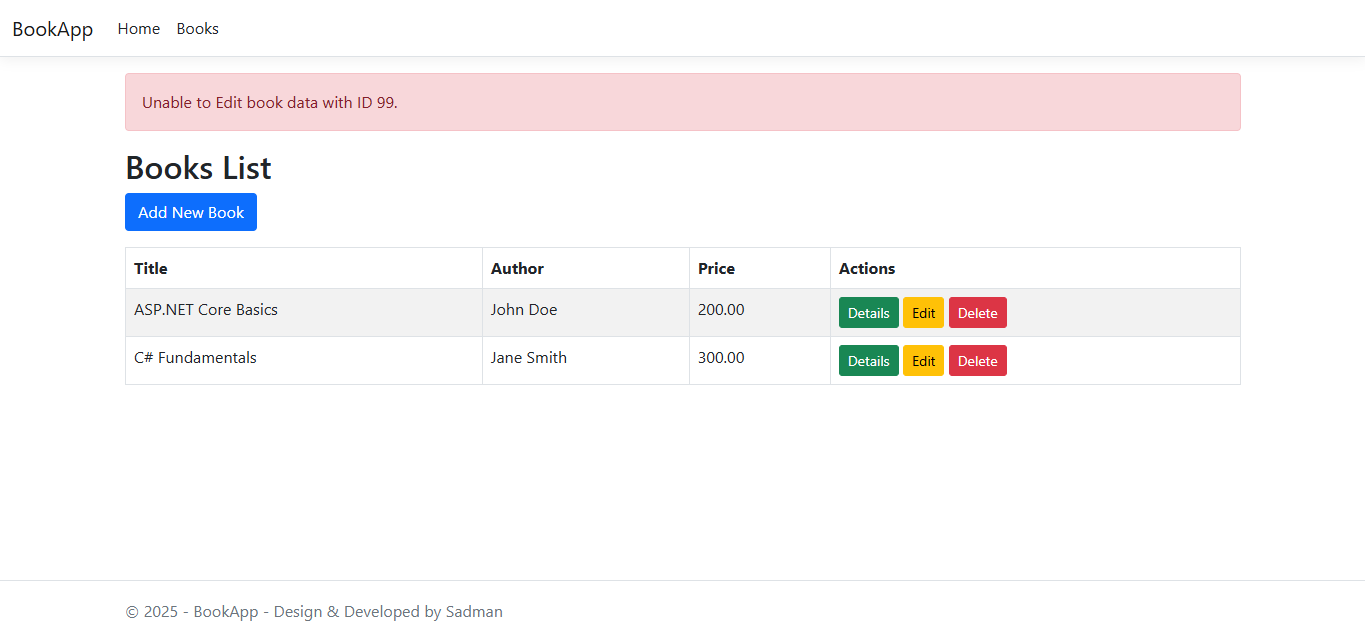 BookApp Home Books
Unable to Edit book data with ID 99.
Books List
Add New Book
Title Author Price Actions
ASP.NET Core Basics John Doe 200.00 Details Edit Delete
C# Fundamentals Jane Smith 300.00 Details Edit Delete
© 2025 - BookApp - Design & Developed by Sadman